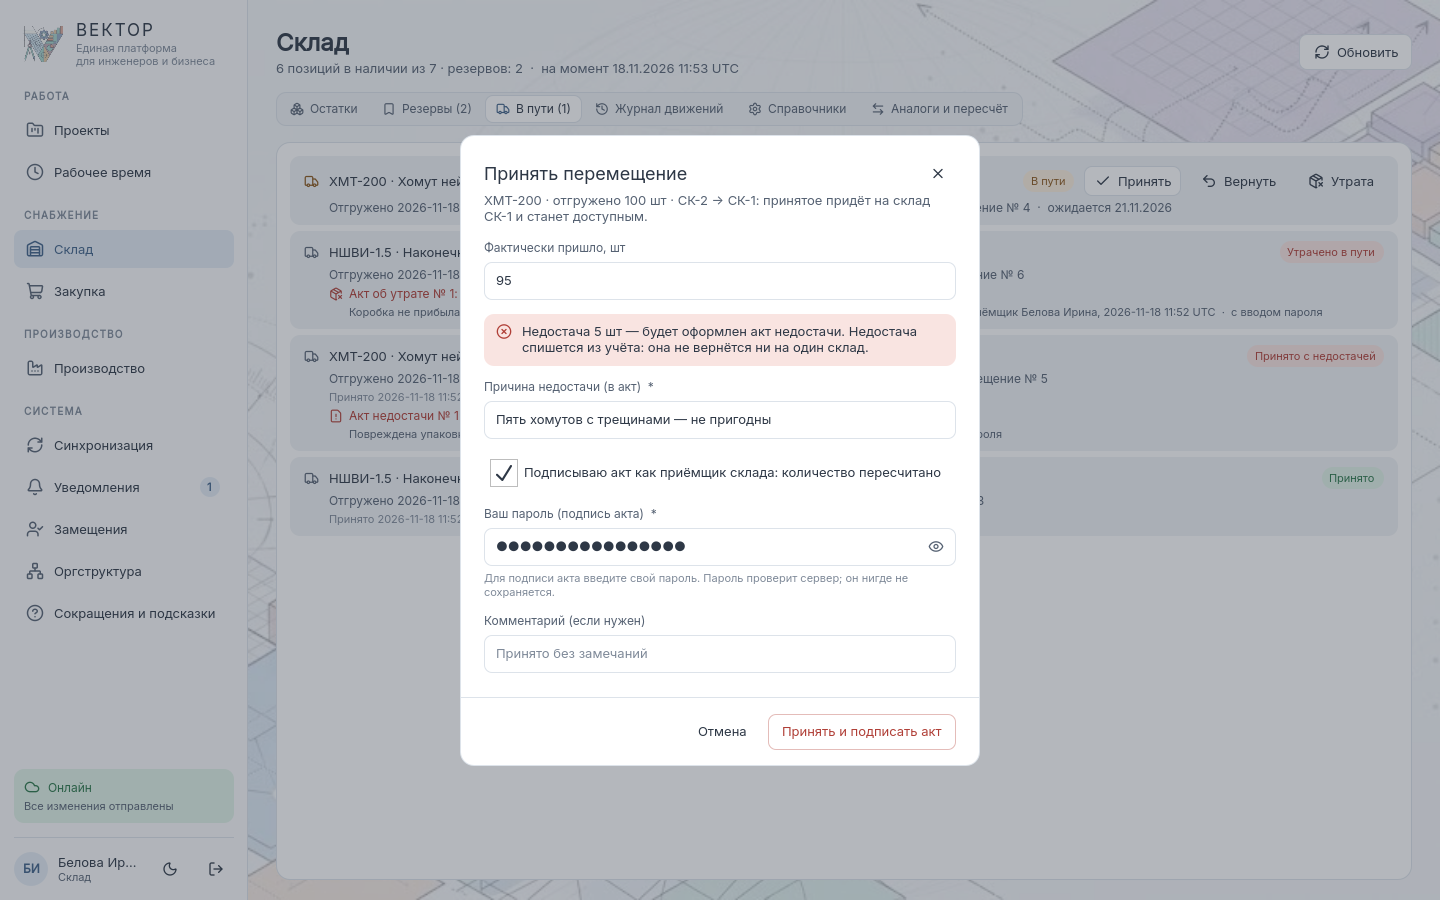 ВЕКТОР
Единая платформа
для инженеров и бизнеса
РАБОТА
Проекты
Рабочее время
СНАБЖЕНИЕ
Склад
Закупка
ПРОИЗВОДСТВО
Производство
СИСТЕМА
Синхронизация
Уведомления 1
Замещения
Оргструктура
Сокращения и подсказки
Онлайн
Все изменения отправлены
БИ
Белова Ир...
Склад
Склад
6 позиций в наличии из 7 · резервов: 2 · на момент 18.11.2026 11:53 UTC
Обновить
Остатки
Резервы (2)
В пути (1)
Журнал движений
Справочники
Аналоги и пересчёт
ХМТ-200 · Хомут ней
В пути
Принять
Вернуть
Утрата
Отгружено 2026-11-18
ние № 4 · ожидается 21.11.2026
НШВИ-1.5 · Наконечн
Утрачено в пути
Отгружено 2026-11-18
ние № 6
Акт об утрате № 1:
Коробка не прибыла
ёмщик Белова Ирина, 2026-11-18 11:52 UTC · с вводом пароля
ХМТ-200 · Хомут ней
Принято с недостачей
Отгружено 2026-11-18
ещение № 5
Принято 2026-11-18 11:52
Акт недостачи № 1
Повреждена упаковк
роля
НШВИ-1.5 · Наконечн
Принято
Отгружено 2026-11-18
3
Принято 2026-11-18 11:52
Принять перемещение
ХМТ-200 · отгружено 100 шт · СК-2 → СК-1: принятое придёт на склад
СК-1 и станет доступным.
Фактически пришло, шт
95
Недостача 5 шт — будет оформлен акт недостачи. Недостача
спишется из учёта: она не вернётся ни на один склад.
Причина недостачи (в акт) *
Пять хомутов с трещинами — не пригодны
Подписываю акт как приёмщик склада: количество пересчитано
Ваш пароль (подпись акта) *
●●●●●●●●●●●●●●●●
Для подписи акта введите свой пароль. Пароль проверит сервер; он нигде не
сохраняется.
Комментарий (если нужен)
Принято без замечаний
Отмена
Принять и подписать акт